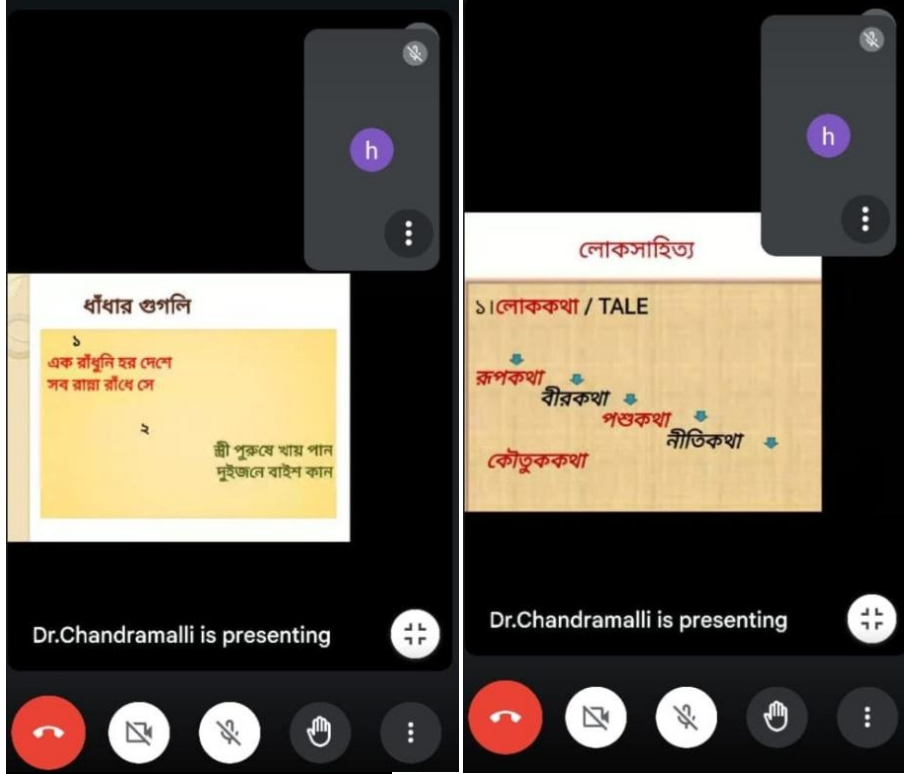 h
ধাঁধার গুগলি
১
এক রাঁধুনি হর দেশে
সব রান্না রাঁধে সে
২
স্ত্রী পুরুষে খায় পান
দুইজনে বাইশ কান
Dr.Chandramalli is presenting
h
লোকসাহিত্য
১।লোককথা / TALE
রূপকথা
বীরকথা
পশুকথা
নীতিকথা
কৌতুককথা
Dr.Chandramalli is presenting